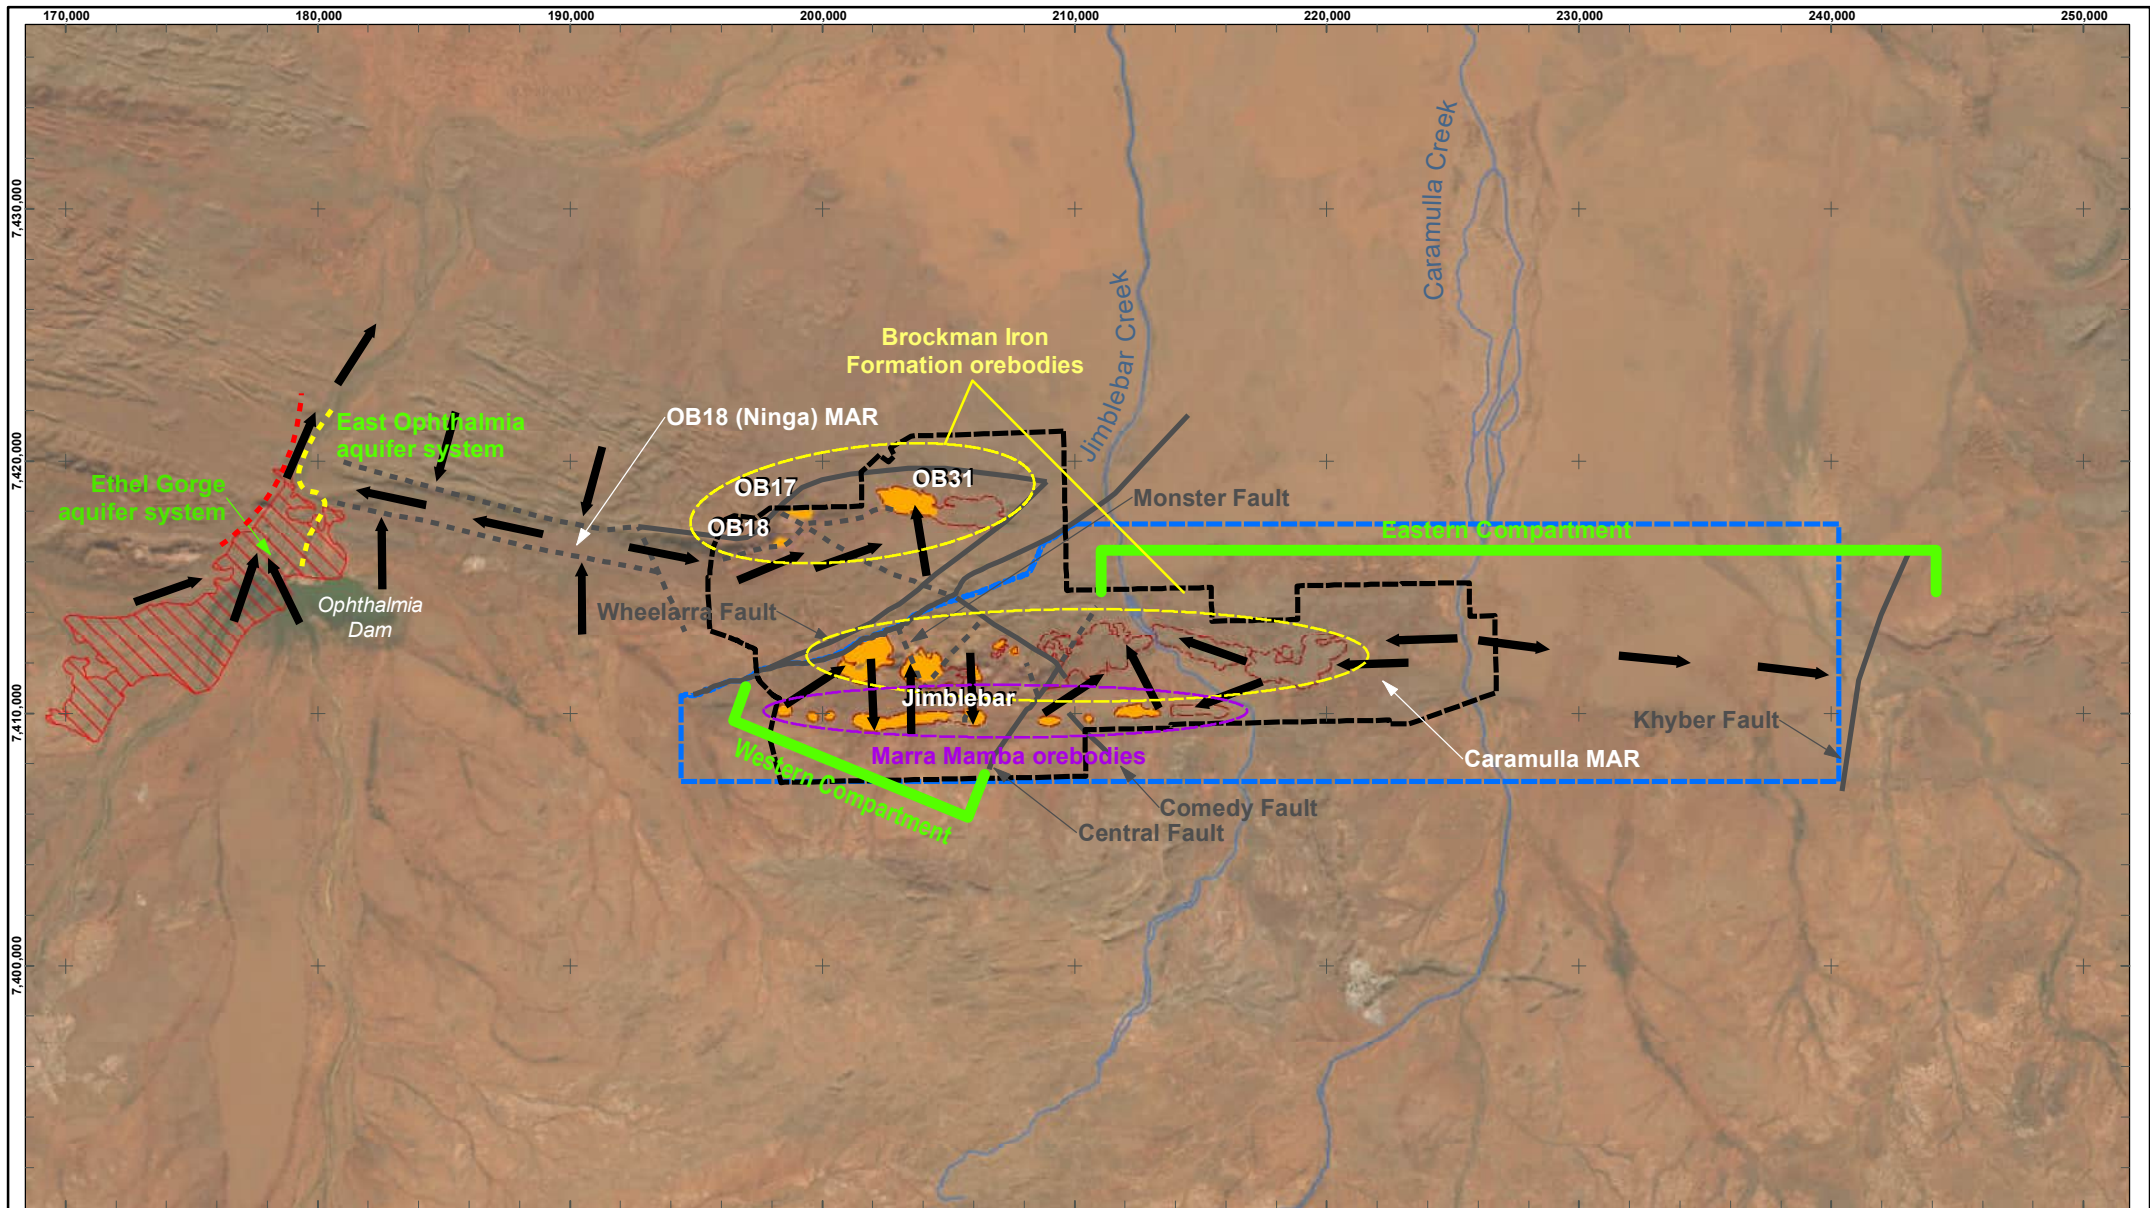 170,000
180,000
190,000
200,000
210,000
220,000
230,000
240,000
250,000
7,430,000
7,420,000
7,410,000
7,400,000
Caramulla Creek
Jimblebar Creek
Brockman Iron
Formation orebodies
OB18 (Ninga) MAR
East Ophthalmia
aquifer system
Ethel Gorge
aquifer system
OB17
OB31
OB18
Monster Fault
Eastern Compartment
Ophthalmia
Dam
Wheelarra Fault
Jimblebar
Khyber Fault
Marra Mamba orebodies
Caramulla MAR
Western Compartment
Comedy Fault
Central Fault